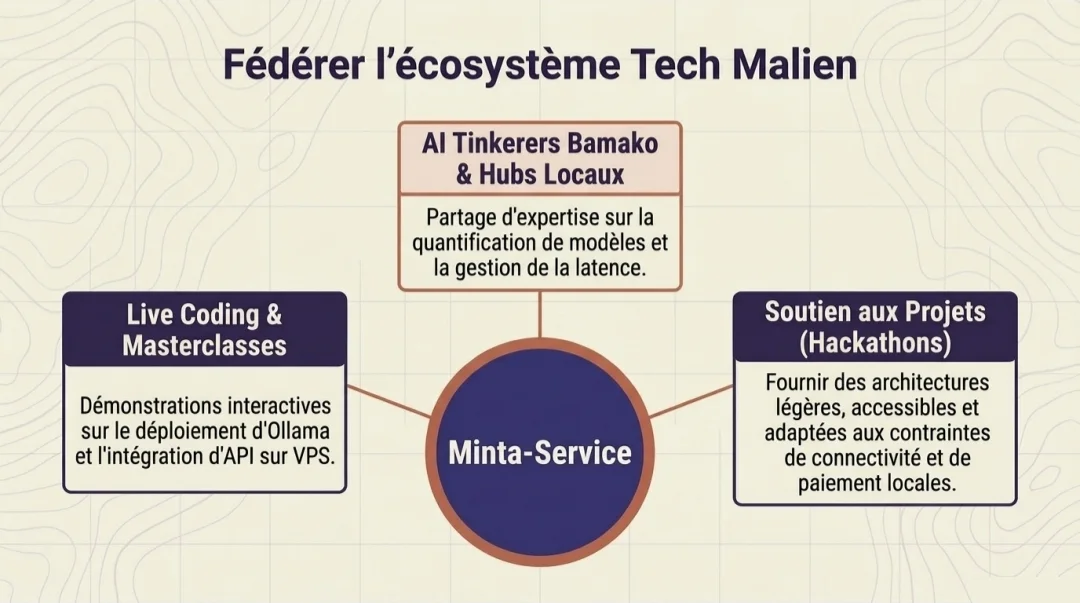 Fédérer l'écosystème Tech Malien
AI Tinkerers Bamako
& Hubs Locaux
Partage d'expertise sur la
quantification de modèles et
la gestion de la latence.
Live Coding &
Masterclasses
Démonstrations interactives
sur le déploiement d'Ollama
et l'intégration d'API sur VPS.
Minta-Service
Soutien aux Projets
(Hackathons)
Fournir des architectures
légères, accessibles et
adaptées aux contraintes
de connectivité et de
paiement locales.